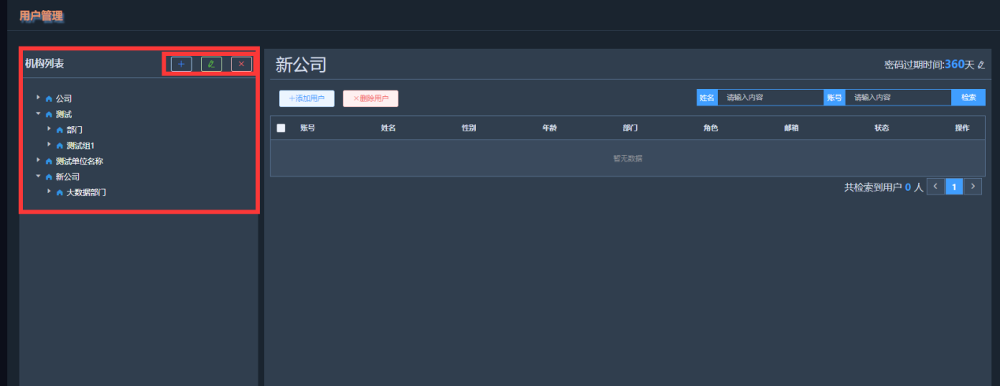 用户管理
机构列表
公司
测试
部门
测试组1
测试单位名称
新公司
大数据部门
新公司
密码过期时间:360天
添加用户 删除用户 姓名 请输入内容 账号 请输入内容 检索
账号 姓名 性别 年龄 部门 角色 邮箱 状态 操作
暂无数据
共检索到用户 0 人 1